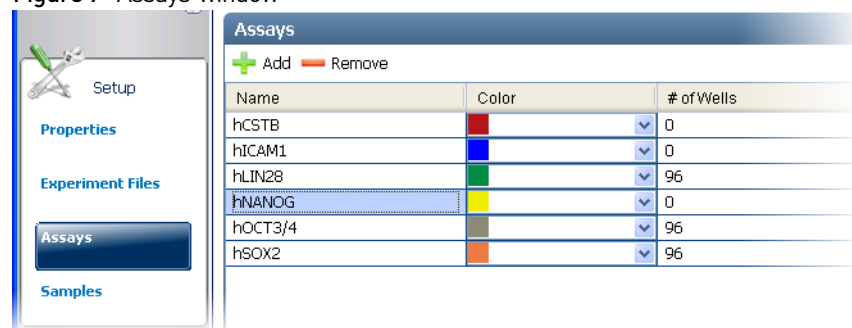 Figure 7 Assays window
Assays
Add Remove
Setup
Name Color # of Wells
Properties
hCSTB 0
hICAM1 0
Experiment Files
hLIN28 96
hNANOG 0
Assays
hOCT3/4 96
hSOX2 96
Samples